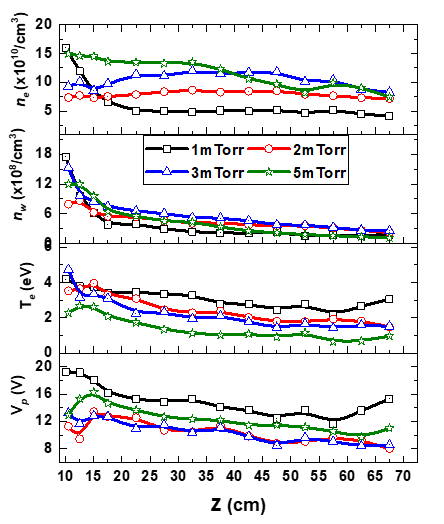 20
n_e (x10^10/cm^3)
15
10
5
18
n_w (x10^8/cm^3)
12
6
0
1m Torr 2m Torr
3m Torr 5m Torr
6
T_e (eV)
4
2
0
20
V_p (V)
16
12
8
10 15 20 25 30 35 40 45 50 55 60 65 70
Z (cm)